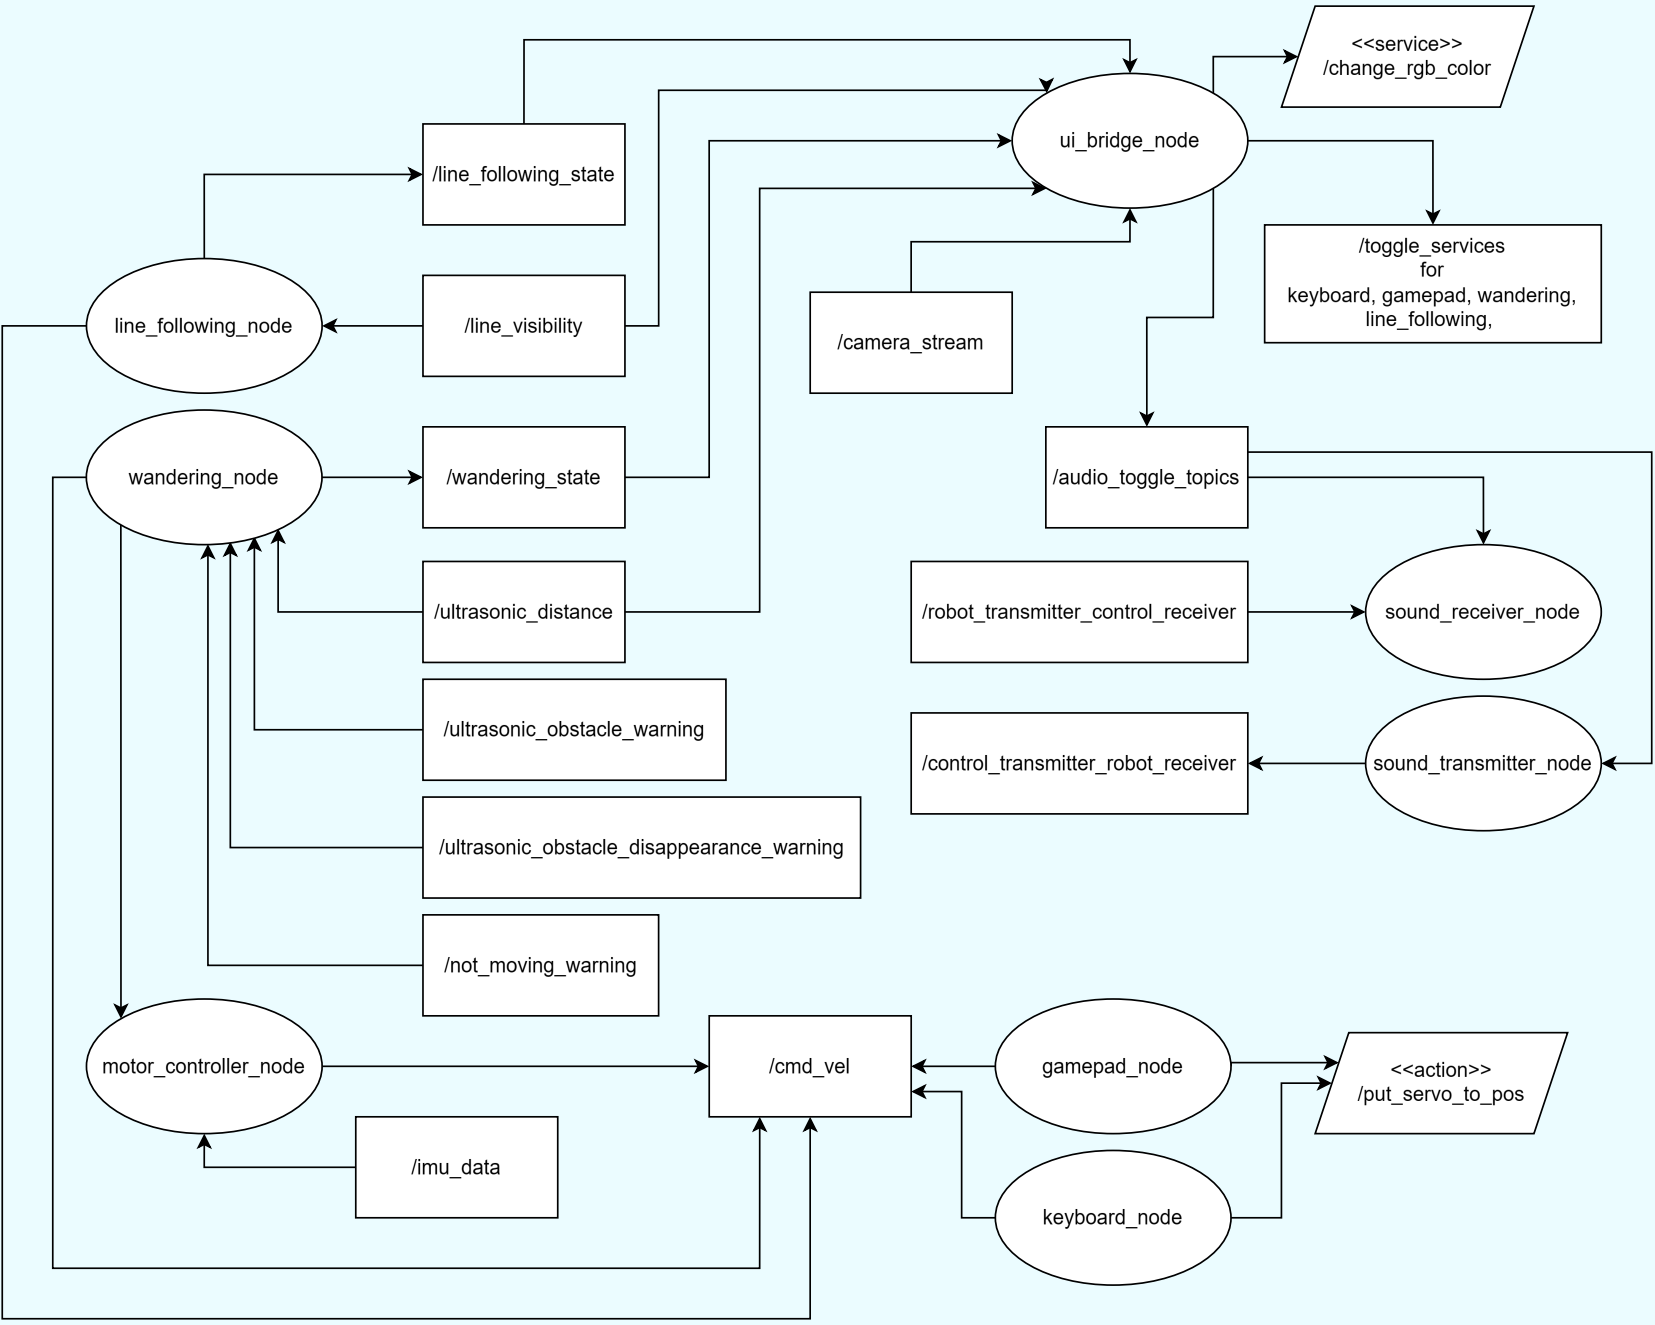 <<service>>
/change_rgb_color
ui_bridge_node
/line_following_state
/toggle_services
for
keyboard, gamepad, wandering,
line_following,
line_following_node
/line_visibility
/camera_stream
wandering_node
/wandering_state
/audio_toggle_topics
/ultrasonic_distance
/robot_transmitter_control_receiver
sound_receiver_node
/ultrasonic_obstacle_warning
/control_transmitter_robot_receiver
sound_transmitter_node
/ultrasonic_obstacle_disappearance_warning
/not_moving_warning
motor_controller_node
/cmd_vel
gamepad_node
<<action>>
/put_servo_to_pos
/imu_data
keyboard_node